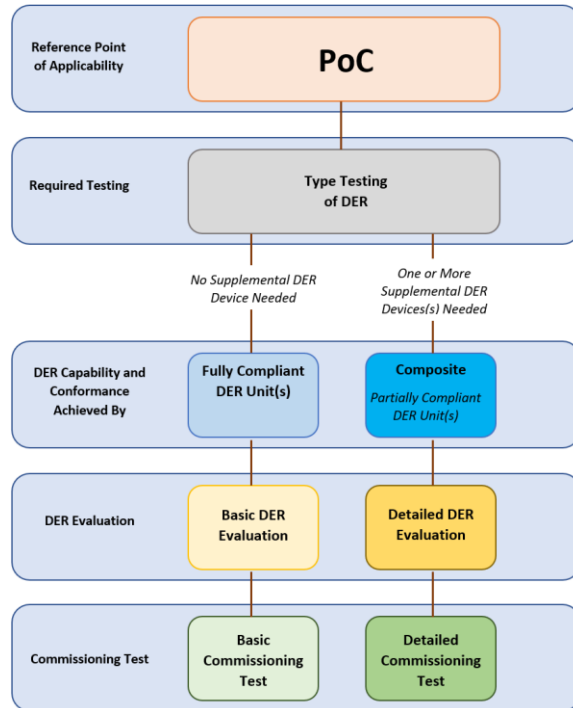 Reference Point
of Applicability
PoC
Required Testing
Type Testing
of DER
No Supplemental DER
Device Needed
One or More
Supplemental DER
Devices(s) Needed
DER Capability and
Conformance
Achieved By
Fully Compliant
DER Unit(s)
Composite
Partially Compliant
DER Unit(s)
DER Evaluation
Basic DER
Evaluation
Detailed DER
Evaluation
Commissioning Test
Basic
Commissioning
Test
Detailed
Commissioning
Test